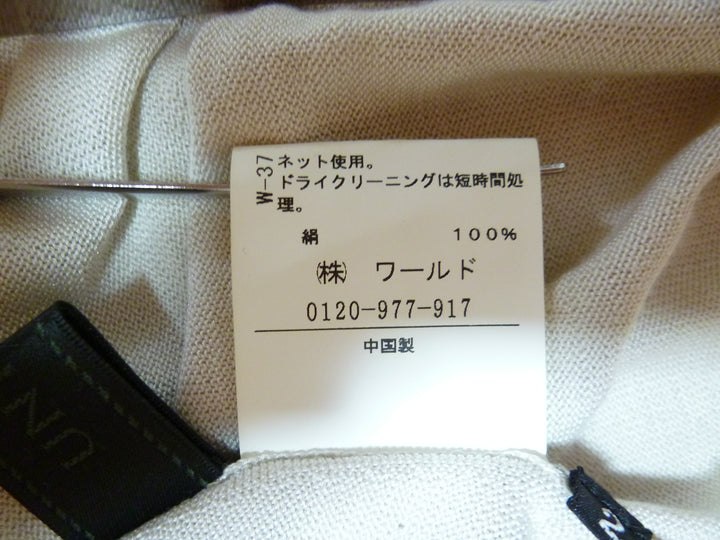 W-37
ネット使用。
ドライクリーニングは短時間処
理。
絹 100%
㈱ ワールド
0120-977-917
中国製
UN